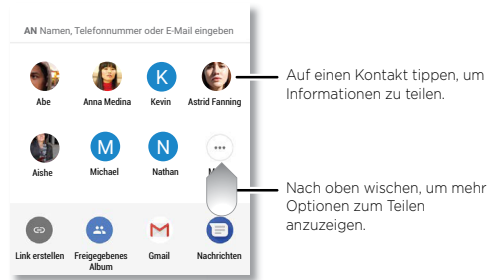 AN Namen, Telefonnummer oder E-Mail eingeben
K
Abe Anna Medina Kevin Astrid Fanning
Auf einen Kontakt tippen, um
Informationen zu teilen.
M N
Aishe Michael Nathan
Nach oben wischen, um mehr
Optionen zum Teilen
anzuzeigen.
Link erstellen Freigegebenes Gmail Nachrichten
Album